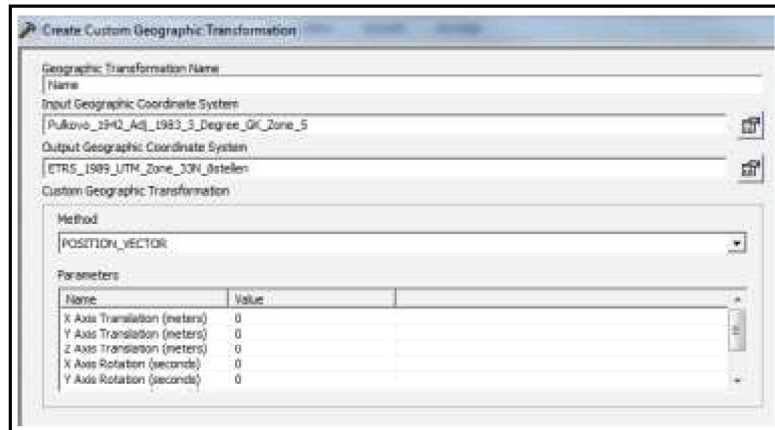 Create Custom Geographic Transformation
Geographic Transformation Name
Name
Input Geographic Coordinate System
Pulkovo_1942_Adj_1983_3_Degree_GK_Zone_5
Output Geographic Coordinate System
ETRS_1989_UTM_Zone_33N_8stellen
Custom Geographic Transformation
Method
POSITION_VECTOR
Parameters
Name Value
X Axis Translation (meters) 0
Y Axis Translation (meters) 0
Z Axis Translation (meters) 0
X Axis Rotation (seconds) 0
Y Axis Rotation (seconds) 0